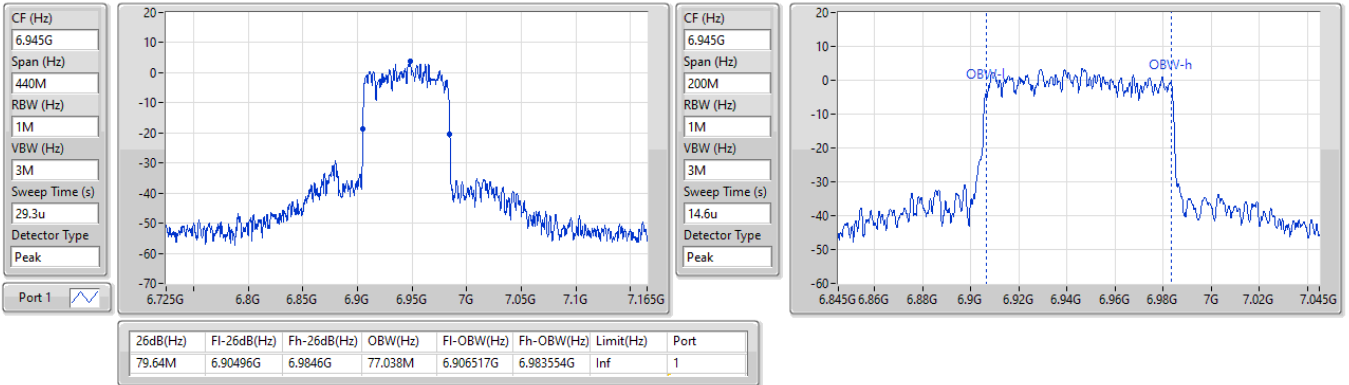 CF (Hz)
6.945G
Span (Hz)
440M
RBW (Hz)
1M
VBW (Hz)
3M
Sweep Time (s)
29.3u
Detector Type
Peak
Port 1
20
10
0
-10
-20
-30
-40
-50
-60
-70
6.725G 6.8G 6.85G 6.9G 6.95G 7G 7.05G 7.1G 7.165G
CF (Hz)
6.945G
Span (Hz)
200M
RBW (Hz)
1M
VBW (Hz)
3M
Sweep Time (s)
14.6u
Detector Type
Peak
20
10
0
-10
-20
-30
-40
-50
-60
OBW-l OBW-h
6.845G 6.86G 6.88G 6.9G 6.92G 6.94G 6.96G 6.98G 7G 7.02G 7.045G
26dB(Hz) Fl-26dB(Hz) Fh-26dB(Hz) OBW(Hz) Fl-OBW(Hz) Fh-OBW(Hz) Limit(Hz) Port
79.64M 6.90496G 6.9846G 77.038M 6.906517G 6.983554G Inf 1